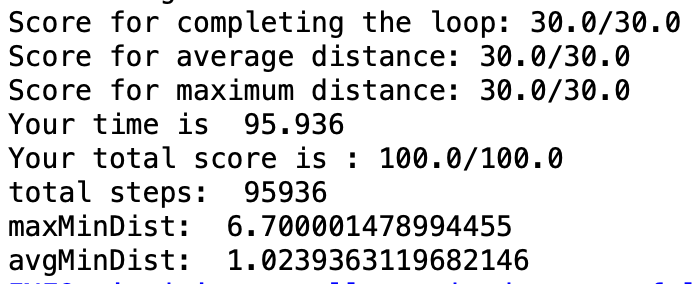 Score for completing the loop: 30.0/30.0
Score for average distance: 30.0/30.0
Score for maximum distance: 30.0/30.0
Your time is  95.936
Your total score is : 100.0/100.0
total steps:  95936
maxMinDist:  6.700001478994455
avgMinDist:  1.0239363119682146